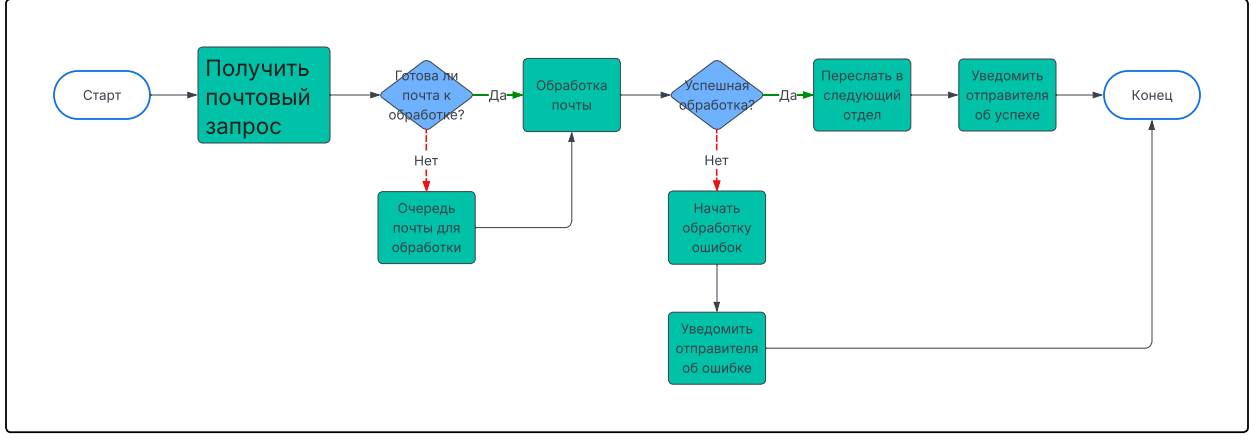 Старт
Получить
почтовый
запрос
Готова ли
почта к
обработке?
Да
Обработка
почты
Успешная
обработка?
Да
Переслать в
следующий
отдел
Уведомить
отправителя
об успехе
Конец
Нет
Нет
Очередь
почты для
обработки
Начать
обработку
ошибок
Уведомить
отправителя
об ошибке